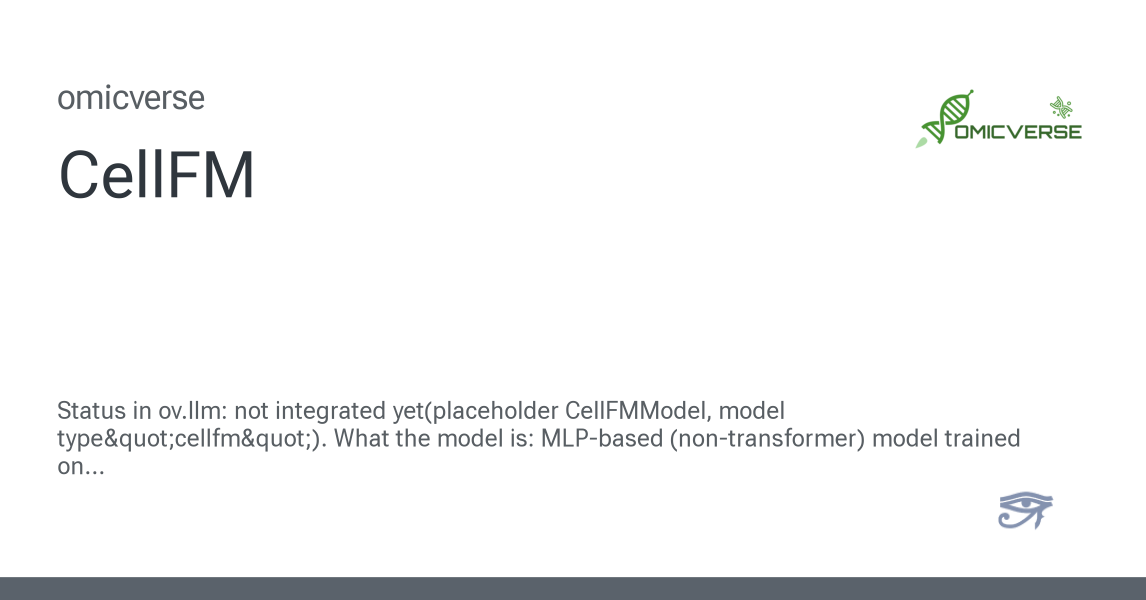 omicverse
OMICVERSE
CellFM
Status in ov.llm: not integrated yet(placeholder CellFMModel, model
type&quot;cellfm&quot;). What the model is: MLP-based (non-transformer) model trained
on...